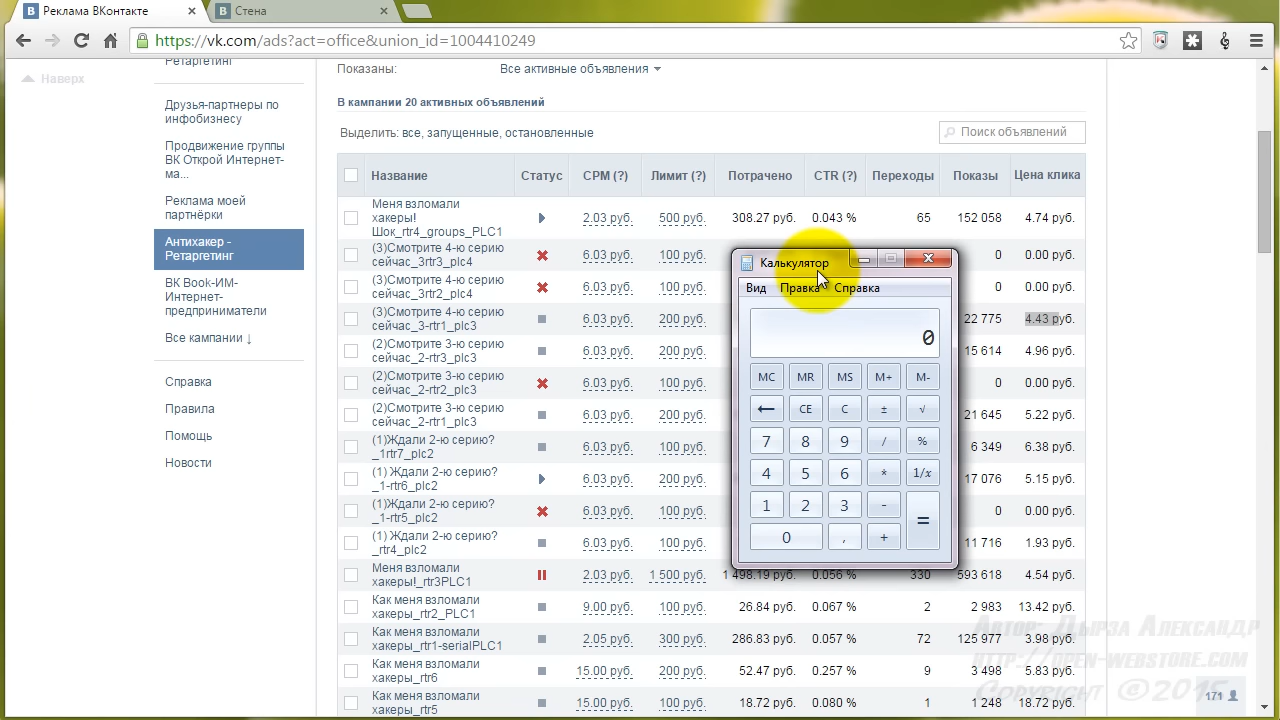 Реклама ВКонтакте
Стена
https://vk.com/ads?act=office&union_id=1004410249
Наверх
Ретаргетинг
Друзья-партнеры по
инфобизнесу
Продвижение группы
ВК Открой Интернет-
ма...
Реклама моей
партнёрки
Антихакер -
Ретаргетинг
ВК Book-ИМ-
Интернет-
предприниматели
Все кампании ↓
Справка
Правила
Помощь
Новости
Показаны: Все активные объявления
В кампании 20 активных объявлений
Выделить: все, запущенные, остановленные
Поиск объявлений
Название Статус CPM (?) Лимит (?) Потрачено CTR (?) Переходы Показы Цена клика
Меня взломали
хакеры!
Шок_rtr4_groups_PLC1 2.03 руб. 500 руб. 308.27 руб. 0.043 % 65 152 058 4.74 руб.
(3)Смотрите 4-ю серию
сейчас_3rtr3_plc4 6.03 руб. 100 руб. 0 0.00 руб.
(3)Смотрите 4-ю серию
сейчас_3rtr2_plc4 6.03 руб. 100 руб. 0 0.00 руб.
(3)Смотрите 4-ю серию
сейчас_3-rtr1_plc3 6.03 руб. 200 руб. 22 775 4.43 руб.
(2)Смотрите 3-ю серию
сейчас_2-rtr3_plc3 6.03 руб. 200 руб. 15 614 4.96 руб.
(2)Смотрите 3-ю серию
сейчас_2-rtr2_plc3 6.03 руб. 100 руб. 0 0.00 руб.
(2)Смотрите 3-ю серию
сейчас_2-rtr1_plc3 6.03 руб. 200 руб. 21 645 5.22 руб.
(1)Ждали 2-ю серию?
_1rtr7_plc2 6.03 руб. 100 руб. 6 349 6.38 руб.
(1) Ждали 2-ю серию?
_1-rtr6_plc2 6.03 руб. 200 руб. 17 076 5.15 руб.
(1)Ждали 2-ю серию?
_1-rtr5_plc2 6.03 руб. 100 руб. 0 0.00 руб.
(1) Ждали 2-ю серию?
_rtr4_plc2 6.03 руб. 100 руб. 11 716 1.93 руб.
Меня взломали
хакеры!_rtr3PLC1 2.03 руб. 1 500 руб. 1 498.19 руб. 0.056 % 330 593 618 4.54 руб.
Как меня взломали
хакеры_rtr2_PLC1 9.00 руб. 100 руб. 26.84 руб. 0.067 % 2 2 983 13.42 руб.
Как меня взломали
хакеры_rtr1-serialPLC1 2.05 руб. 300 руб. 286.83 руб. 0.057 % 72 125 977 3.98 руб.
Как меня взломали
хакеры_rtr6 15.00 руб. 200 руб. 52.47 руб. 0.257 % 9 3 498 5.83 руб.
Как меня взломали
хакеры_rtr5 15.00 руб. 100 руб. 18.72 руб. 0.080 % 1 1 248 18.72 руб.
Калькулятор
Вид Правка Справка
0
MC MR MS M+ M-
← CE C ± √
7 8 9 / %
4 5 6 * 1/x
1 2 3 - =
0 , +
Автор: Дырза Александр
http://open-webstore.com
Copyright @2015
171